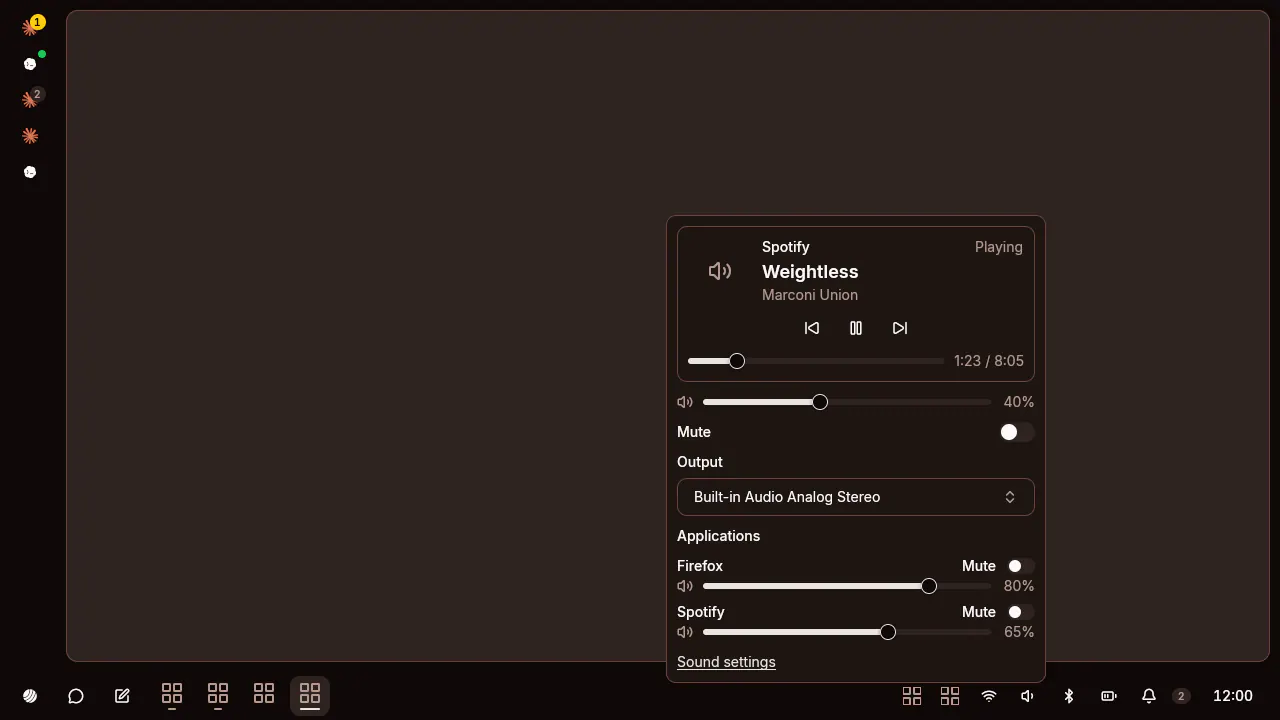 1
2
Spotify
Playing
Weightless
Marconi Union
1:23 / 8:05
40%
Mute
Output
Built-in Audio Analog Stereo
Applications
Firefox
Mute
80%
Spotify
Mute
65%
Sound settings
2
12:00